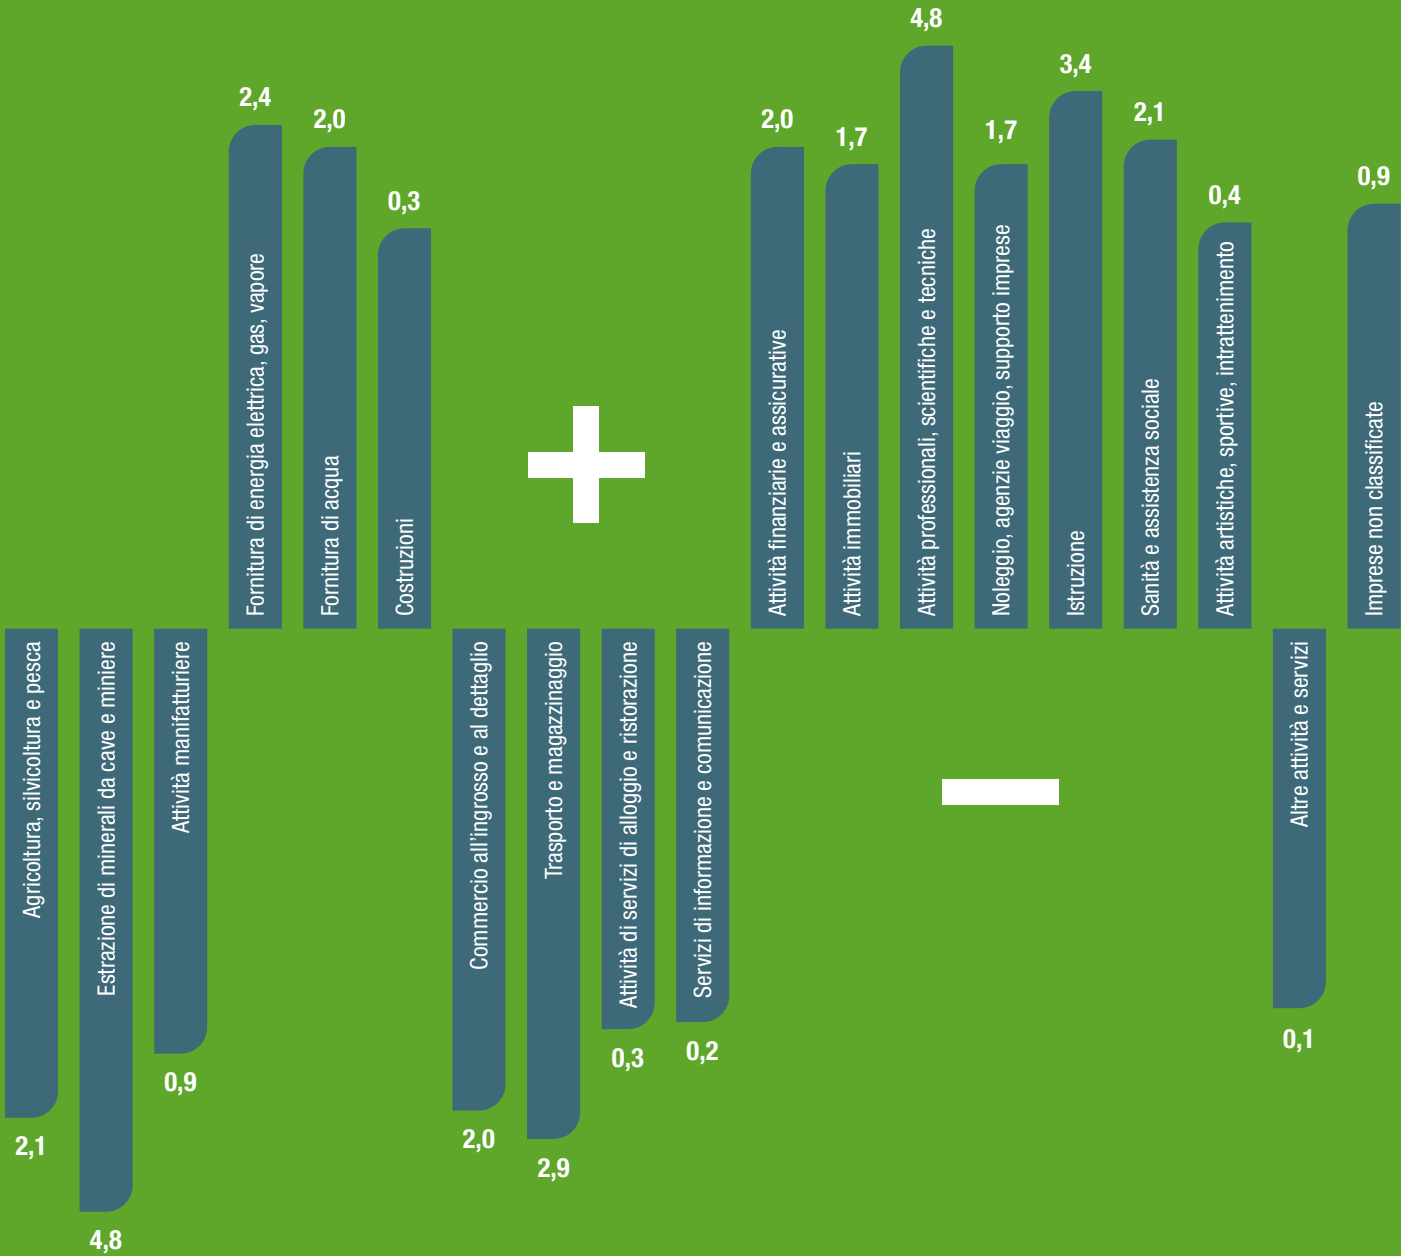 2,1
Agricoltura, silvicoltura e pesca
4,8
Estrazione di minerali da cave e miniere
0,9
Attività manifatturiere
2,4
Fornitura di energia elettrica, gas, vapore
2,0
Fornitura di acqua
0,3
Costruzioni
+
Commercio all'ingrosso e al dettaglio
2,0
Trasporto e magazzinaggio
2,9
Attività di servizi di alloggio e ristorazione
0,3
Servizi di informazione e comunicazione
0,2
2,0
Attività finanziarie e assicurative
1,7
Attività immobiliari
4,8
Attività professionali, scientifiche e tecniche
1,7
Noleggio, agenzie viaggio, supporto imprese
3,4
Istruzione
2,1
Sanità e assistenza sociale
0,4
Attività artistiche, sportive, intrattenimento
–
Altre attività e servizi
0,1
0,9
Imprese non classificate